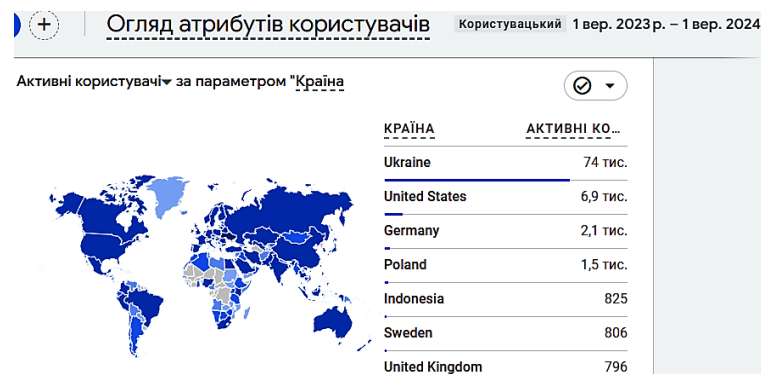 Огляд атрибутів користувачів Користувацький 1 вер. 2023 р. – 1 вер. 2024
Активні користувачі за параметром "Країна
КРАЇНА АКТИВНІ КО...
Ukraine 74 тис.
United States 6,9 тис.
Germany 2,1 тис.
Poland 1,5 тис.
Indonesia 825
Sweden 806
United Kingdom 796